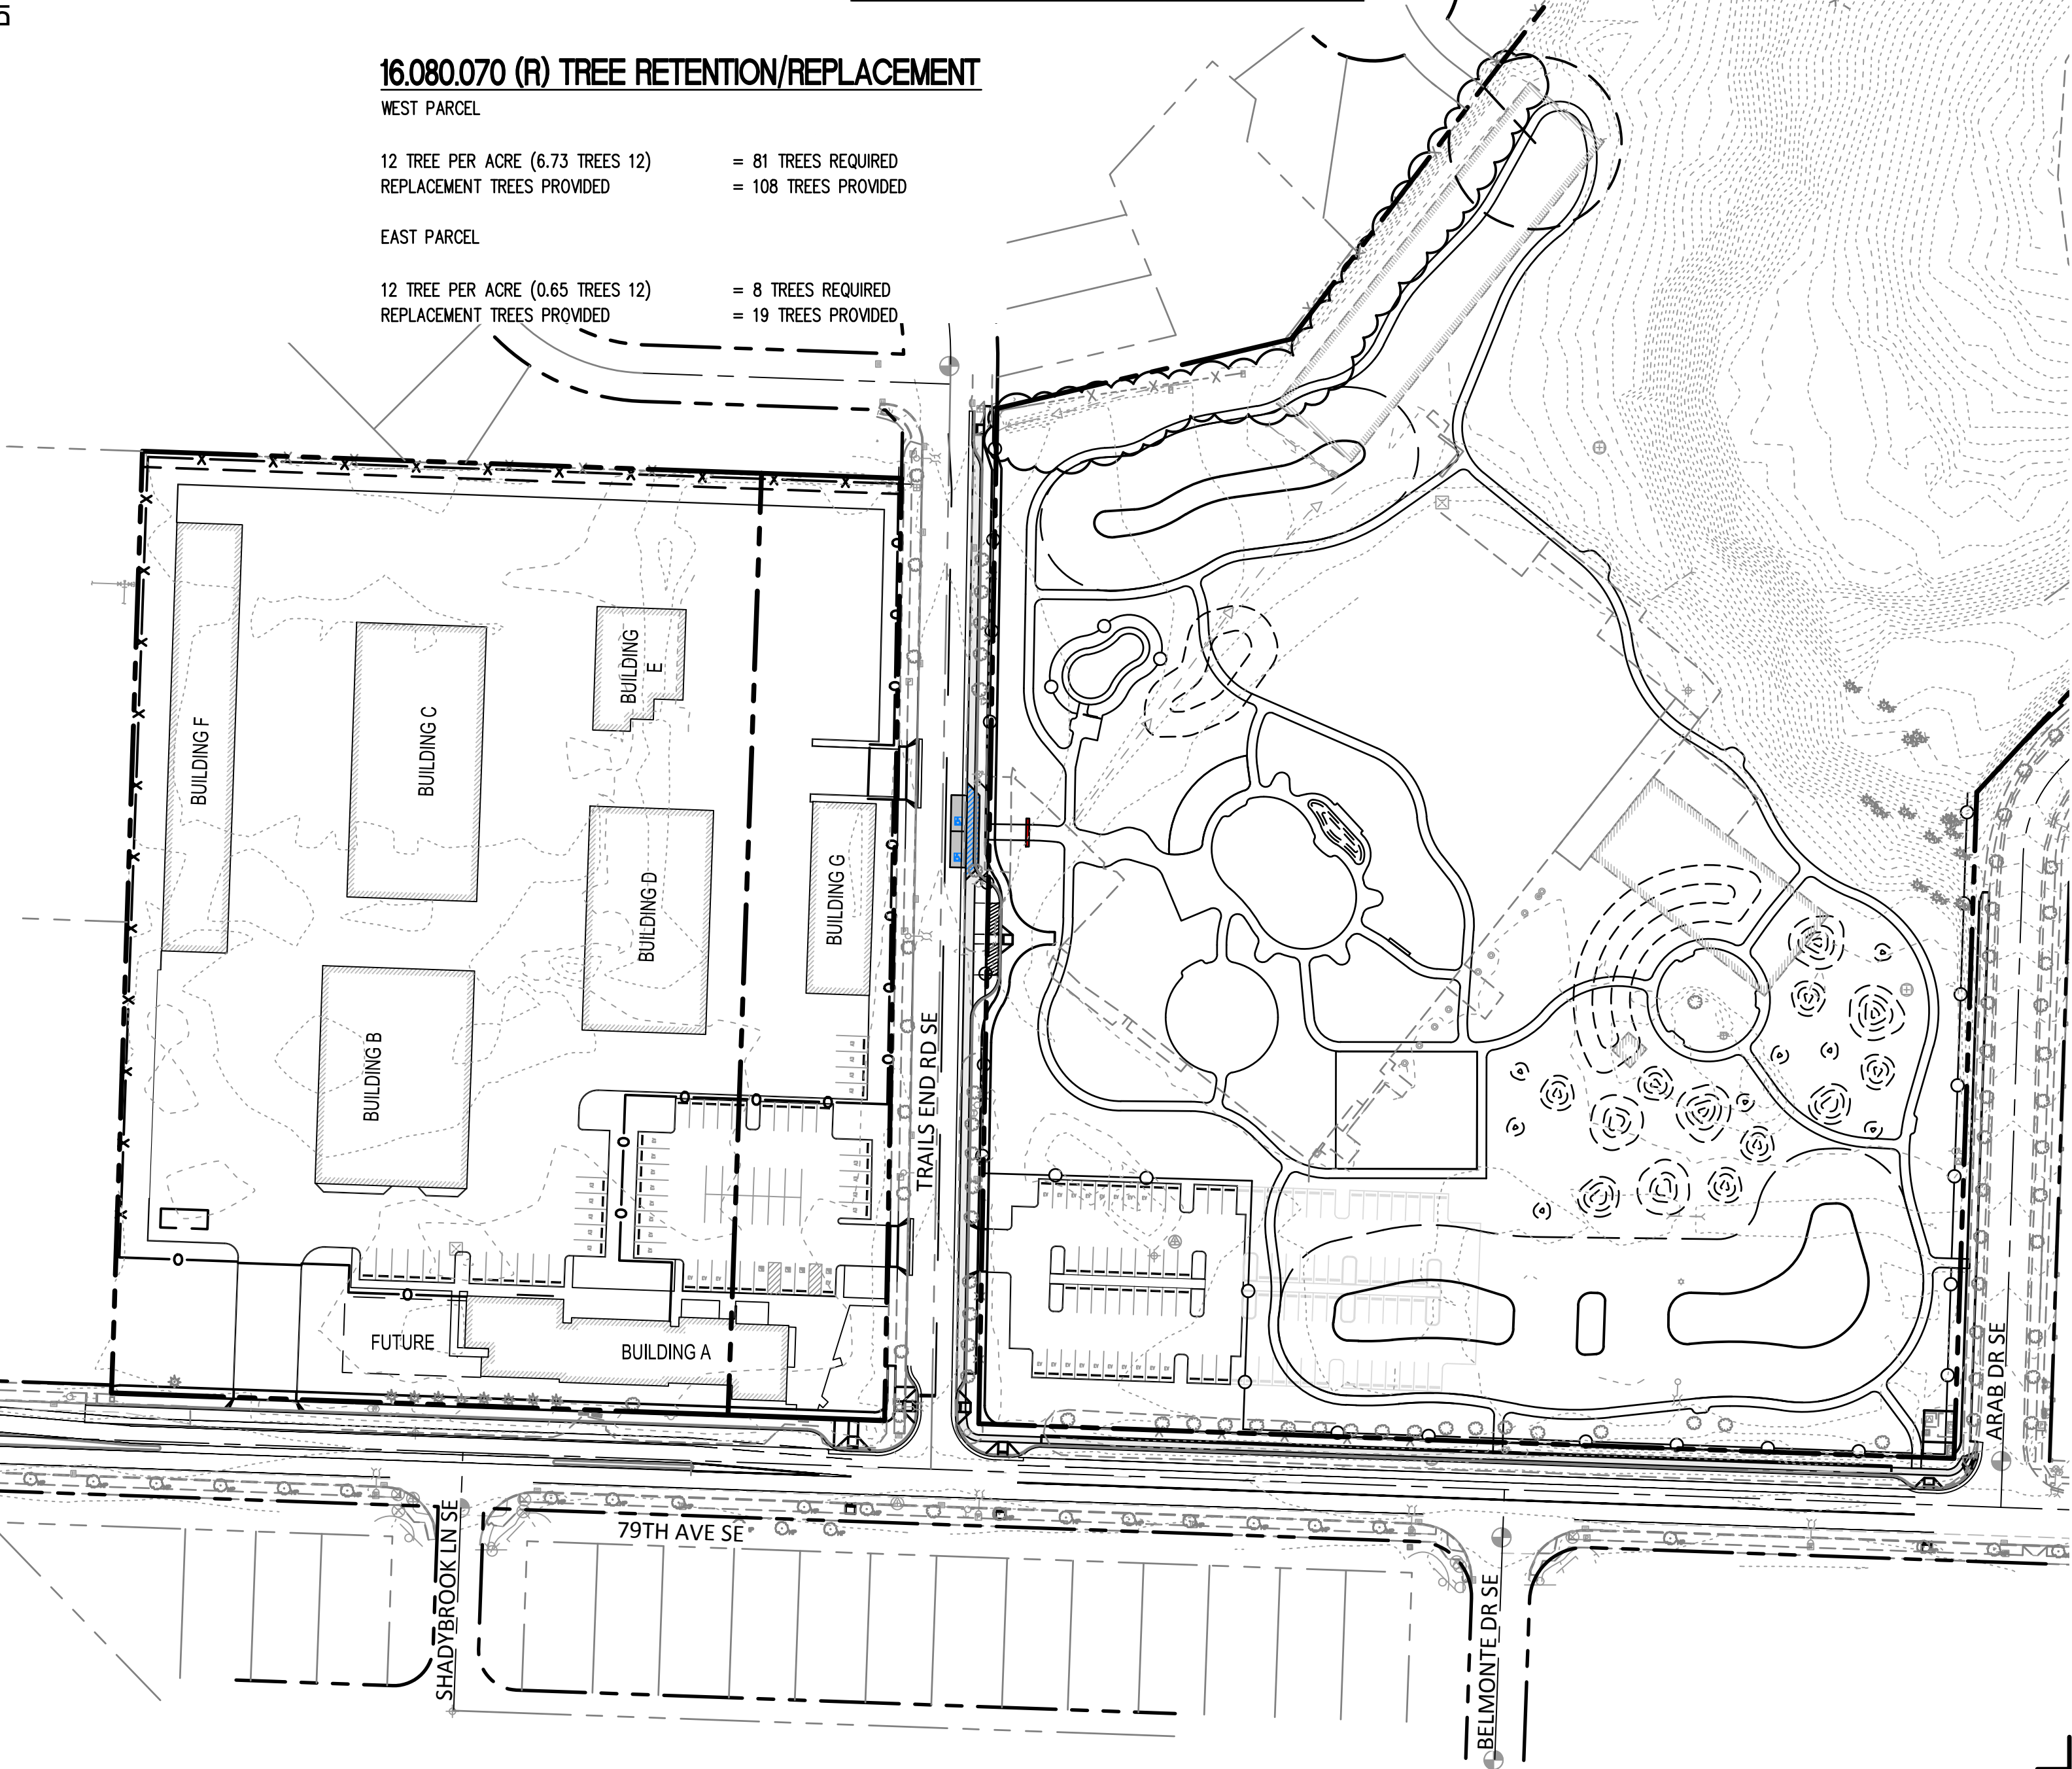 16.080.070 (R) TREE RETENTION/REPLACEMENT
WEST PARCEL
12 TREE PER ACRE (6.73 TREES 12) = 81 TREES REQUIRED
REPLACEMENT TREES PROVIDED = 108 TREES PROVIDED
EAST PARCEL
12 TREE PER ACRE (0.65 TREES 12) = 8 TREES REQUIRED
REPLACEMENT TREES PROVIDED = 19 TREES PROVIDED
BUILDING F
BUILDING C
BUILDING
E
BUILDING D
BUILDING G
BUILDING B
FUTURE
BUILDING A
TRAILS END RD SE
ARAB DR SE
79TH AVE SE
SHADYBROOK LN SE
BELMONTE DR SE